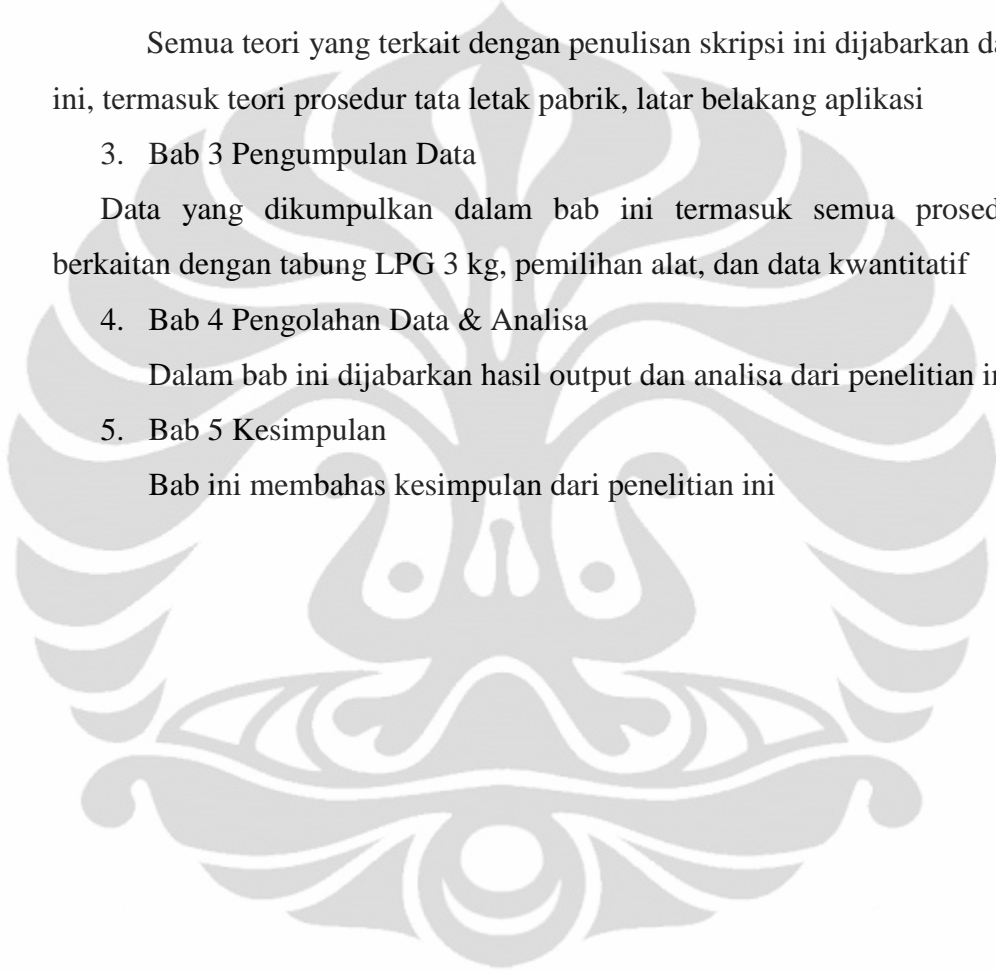 Semua teori yang terkait dengan penulisan skripsi ini dijabarkan
ini, termasuk teori prosedur tata letak pabrik, latar belakang aplikasi
3. Bab 3 Pengumpulan Data
Data yang dikumpulkan dalam bab ini termasuk semua
berkaitan dengan tabung LPG 3 kg, pemilihan alat, dan data kwantitatif
4. Bab 4 Pengolahan Data & Analisa
Dalam bab ini dijabarkan hasil output dan analisa dari penelitian
5. Bab 5 Kesimpulan
Bab ini membahas kesimpulan dari penelitian ini